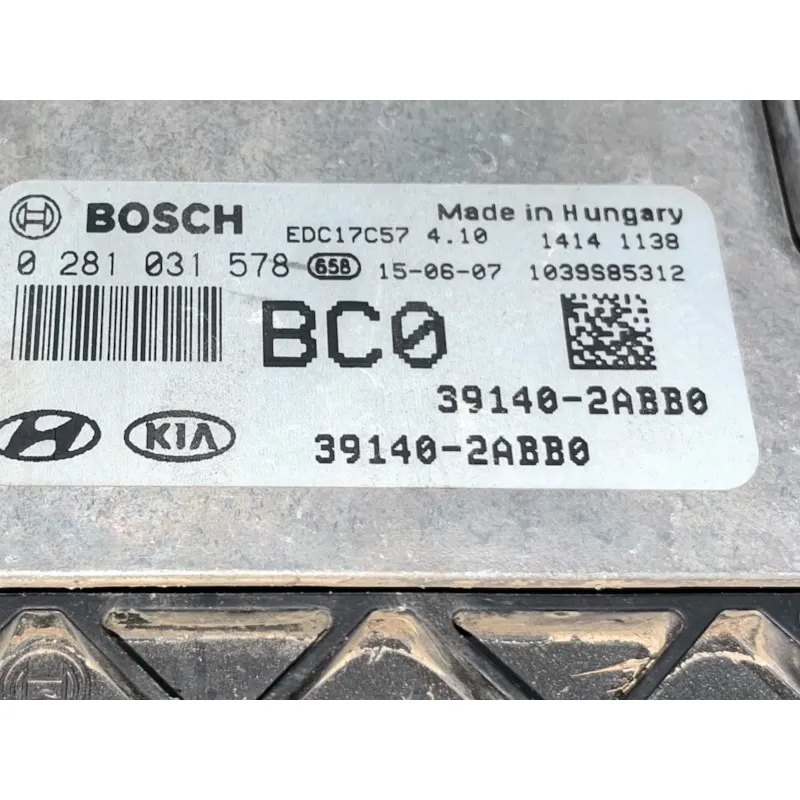 BOSCH
Made in Hungary
EDC17C57 4.10
1414 1138
0 281 031 578 658 15-06-07 1039S85312
BC0
39140-2ABB0
KIA 39140-2ABB0